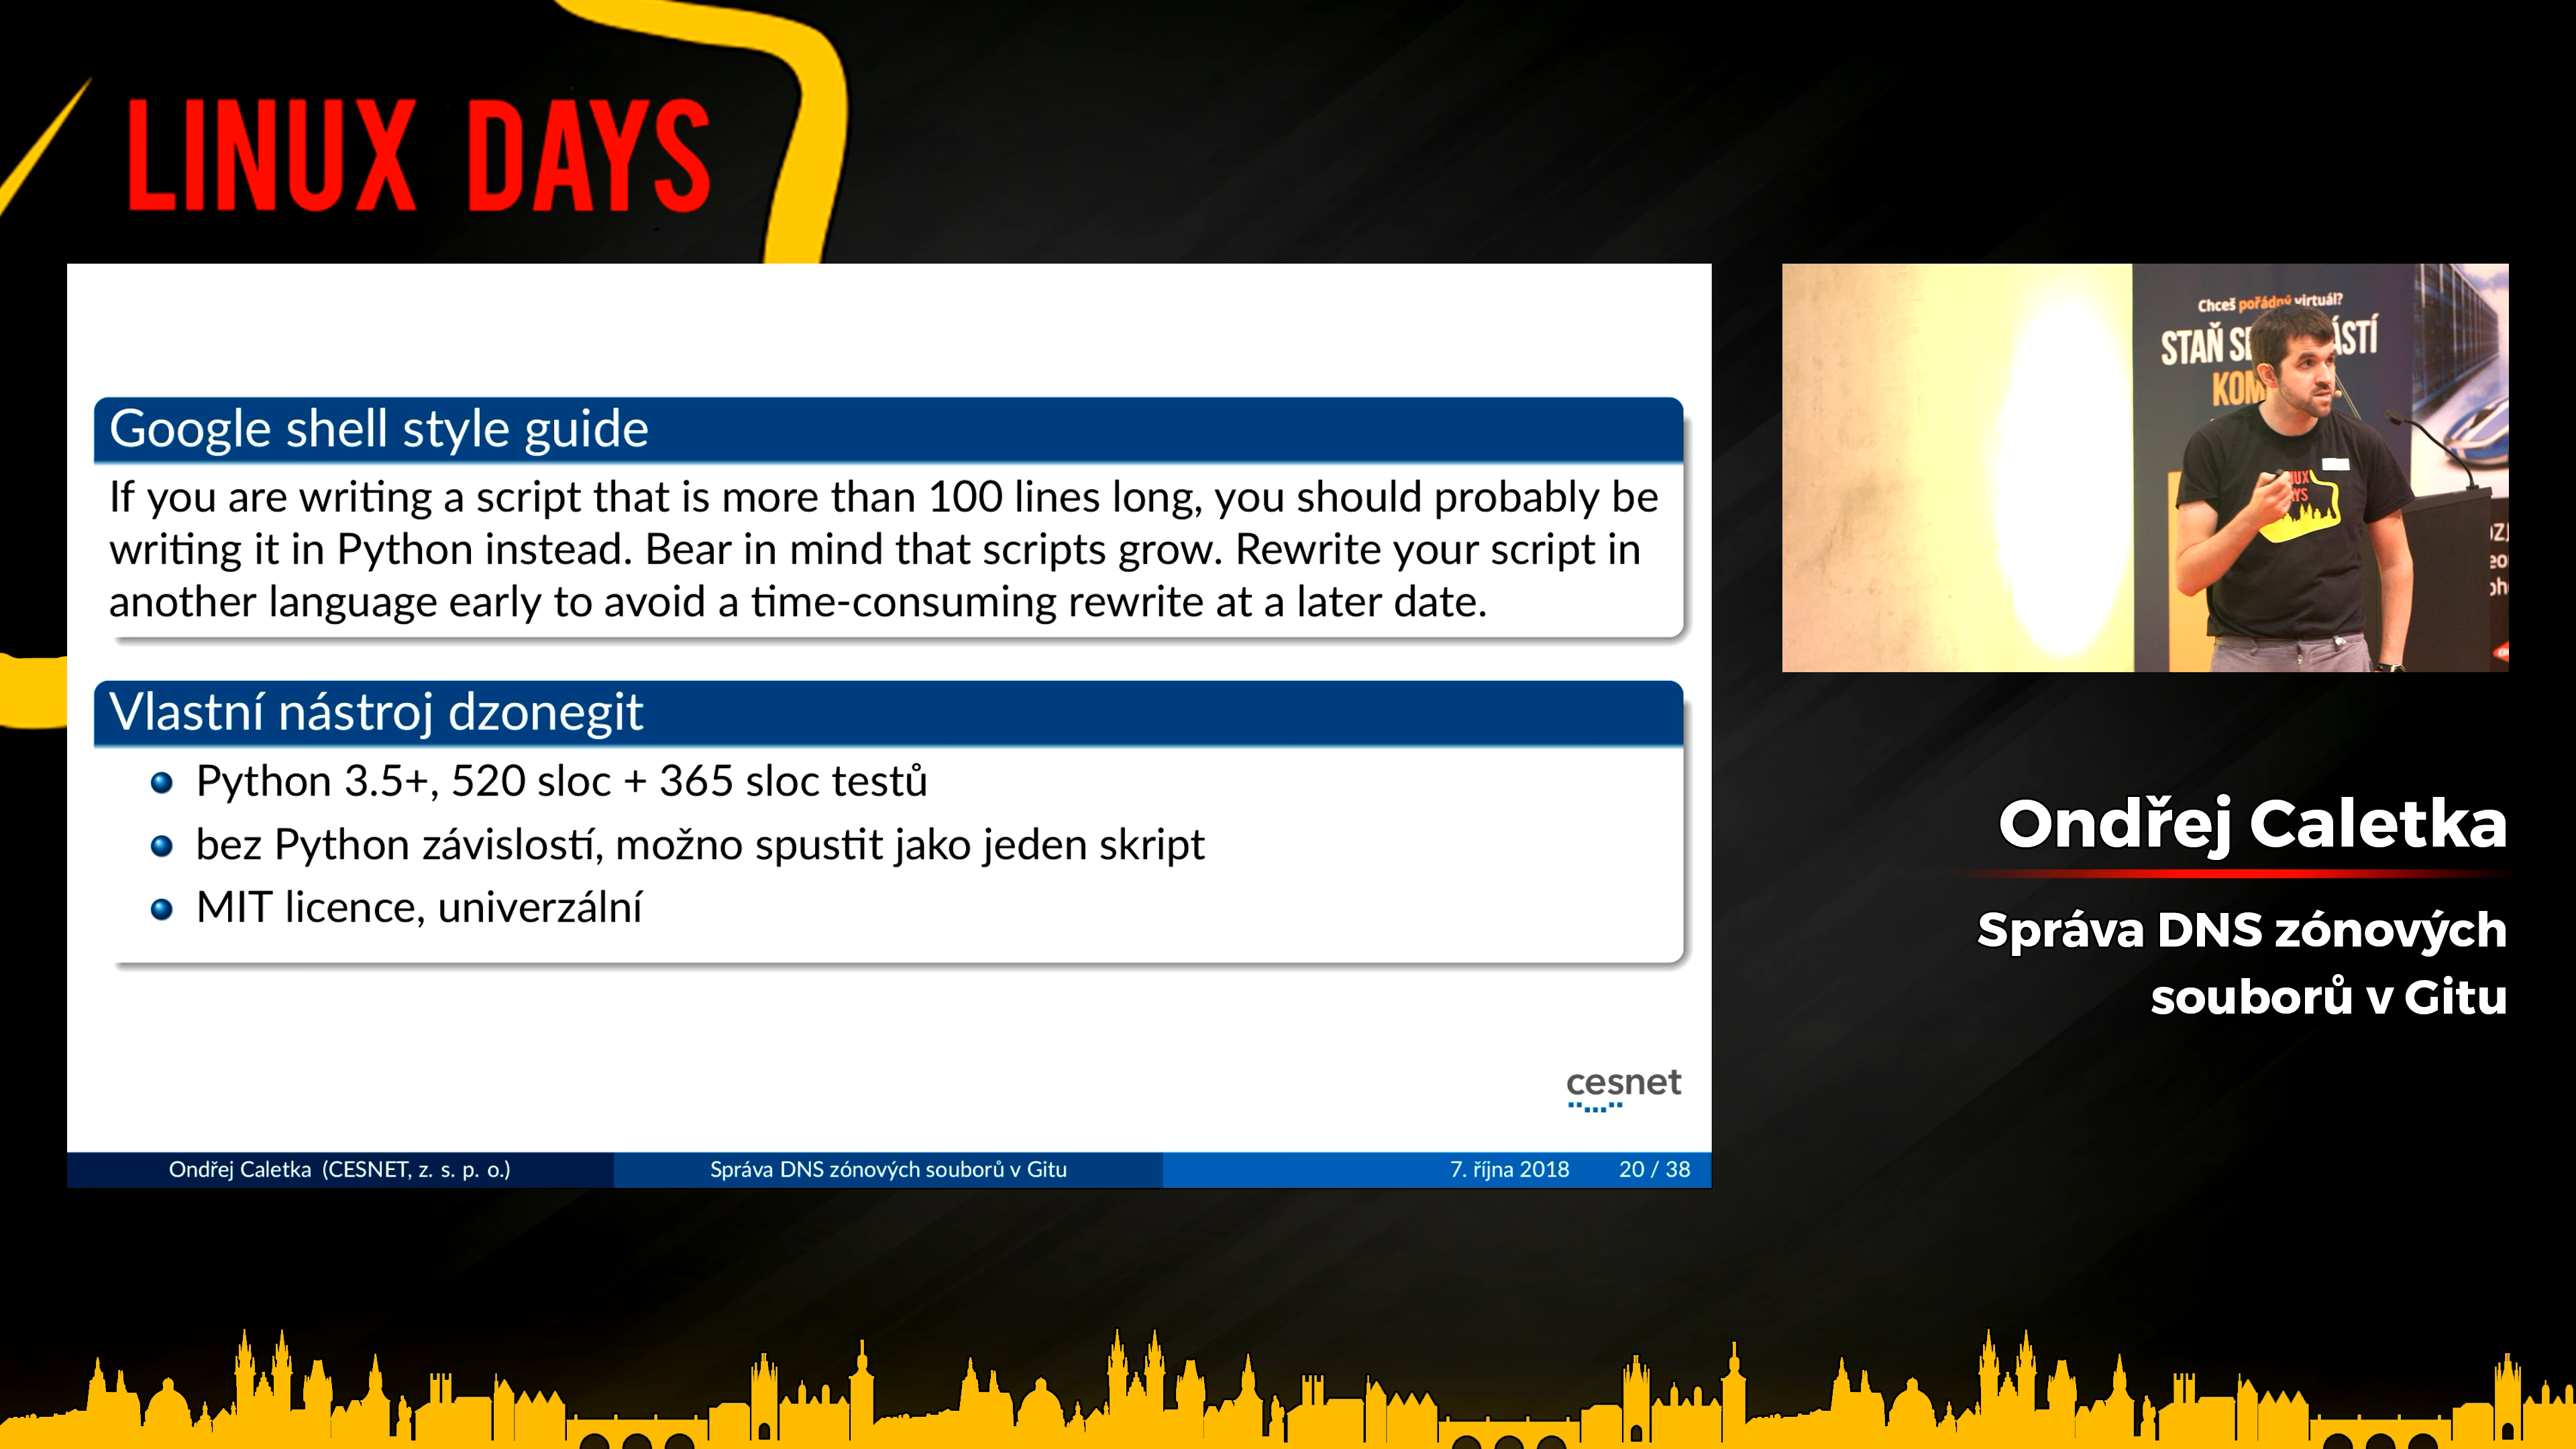 LINUX DAYS
Google shell style guide
If you are writing a script that is more than 100 lines long, you should probably be
writing it in Python instead. Bear in mind that scripts grow. Rewrite your script in
another language early to avoid a time-consuming rewrite at a later date.
Vlastní nástroj dzonegit
Python 3.5+, 520 sloc + 365 sloc testů
bez Python závislostí, možno spustit jako jeden skript
MIT licence, univerzální
cesnet
Ondřej Caletka (CESNET, z. s. p. o.)
Správa DNS zónových souborů v Gitu
7. října 2018
20 / 38
Chceš pořádný virtuál?
STAŇ
Ondřej Caletka
Správa DNS zónových
souborů v Gitu